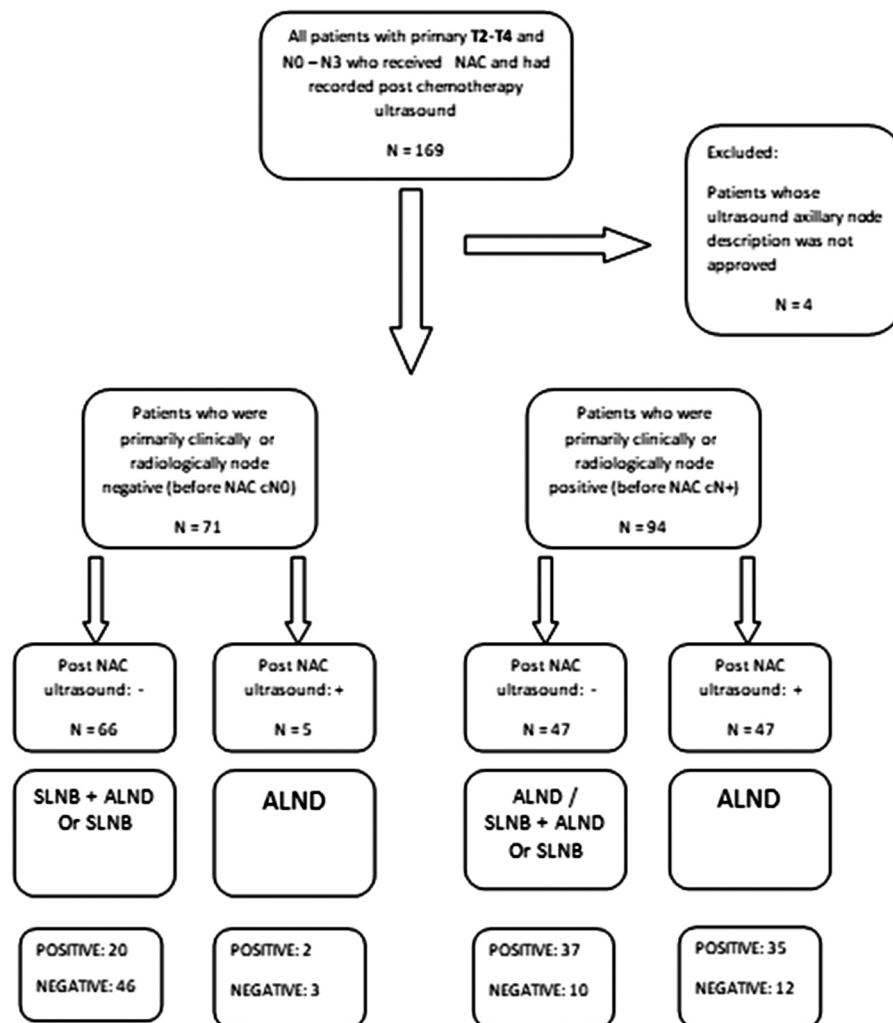 All patients with primary T2-T4 and
N0 – N3 who received NAC and had
recorded post chemotherapy
ultrasound
N = 169
Excluded:
Patients whose
ultrasound axillary node
description was not
approved
N = 4
Patients who were
primarily clinically or
radiologically node
negative (before NAC cN0)
N = 71
Patients who were
primarily clinically or
radiologically node
positive (before NAC cN+)
N = 94
Post NAC
ultrasound: -
N = 66
Post NAC
ultrasound: +
N = 5
Post NAC
ultrasound: -
N = 47
Post NAC
ultrasound: +
N = 47
SLNB + ALND
Or SLNB
ALND
ALND /
SLNB + ALND
Or SLNB
ALND
POSITIVE: 20
NEGATIVE: 46
POSITIVE: 2
NEGATIVE: 3
POSITIVE: 37
NEGATIVE: 10
POSITIVE: 35
NEGATIVE: 12